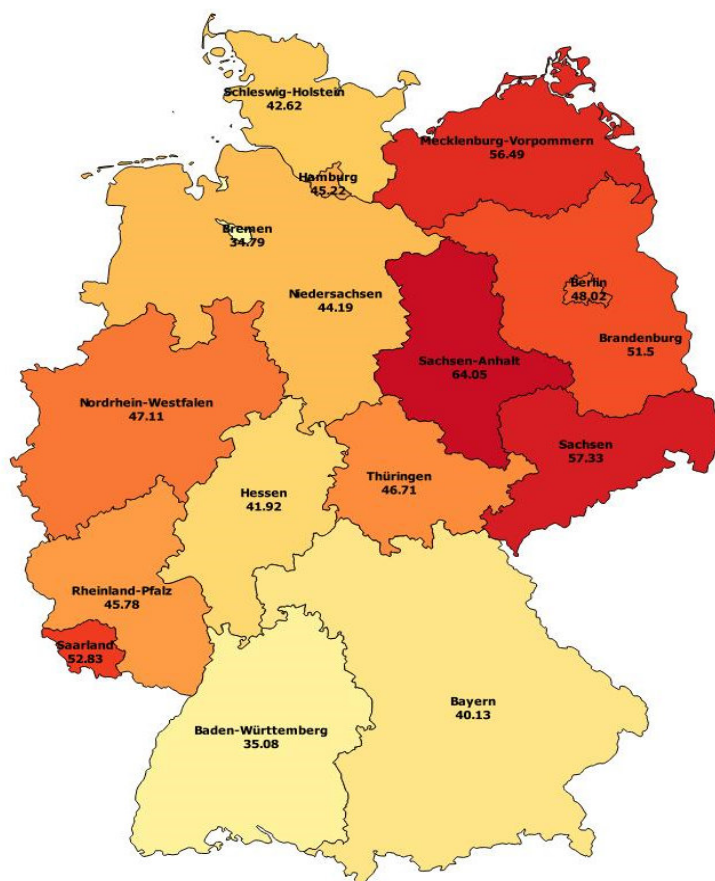 Schleswig-Holstein
42.62
Mecklenburg-Vorpommern
56.49
Hamburg
45.22
Bremen
34.79
Niedersachsen
44.19
Berlin
48.02
Brandenburg
51.5
Sachsen-Anhalt
64.05
Nordrhein-Westfalen
47.11
Sachsen
57.33
Thüringen
46.71
Hessen
41.92
Rheinland-Pfalz
45.78
Saarland
52.83
Bayern
40.13
Baden-Württemberg
35.08